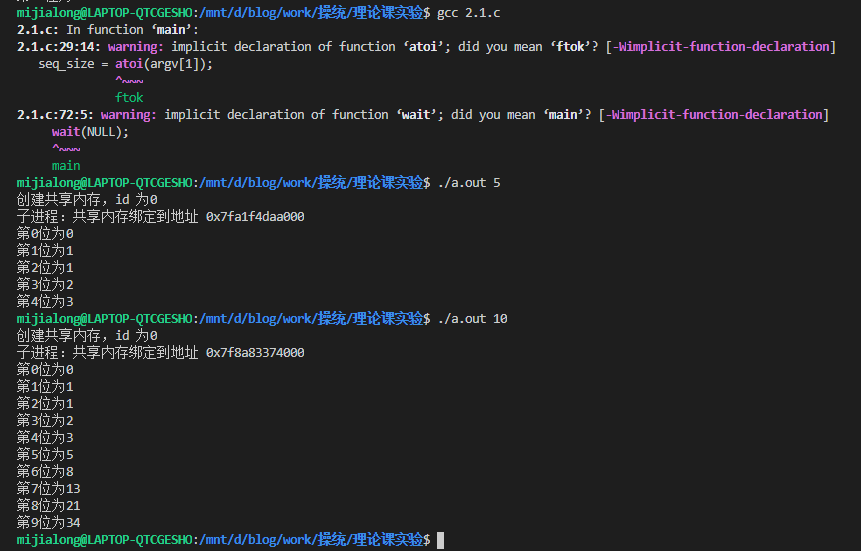 mijialong@LAPTOP-QTCGESHO:/mnt/d/blog/work/操统/理论课实验$ gcc 2.1.c
2.1.c: In function ‘main’:
2.1.c:29:14: warning: implicit declaration of function ‘atoi’; did you mean ‘ftok’? [-Wimplicit-function-declaration]
seq_size = atoi(argv[1]);
^~~~
ftok
2.1.c:72:5: warning: implicit declaration of function ‘wait’; did you mean ‘main’? [-Wimplicit-function-declaration]
wait(NULL);
^~~~
main
mijialong@LAPTOP-QTCGESHO:/mnt/d/blog/work/操统/理论课实验$ ./a.out 5
创建共享内存，id 为0
子进程：共享内存绑定到地址 0x7fa1f4daa000
第0位为0
第1位为1
第2位为1
第3位为2
第4位为3
mijialong@LAPTOP-QTCGESHO:/mnt/d/blog/work/操统/理论课实验$ ./a.out 10
创建共享内存，id 为0
子进程：共享内存绑定到地址 0x7f8a83374000
第0位为0
第1位为1
第2位为1
第3位为2
第4位为3
第5位为5
第6位为8
第7位为13
第8位为21
第9位为34
mijialong@LAPTOP-QTCGESHO:/mnt/d/blog/work/操统/理论课实验$